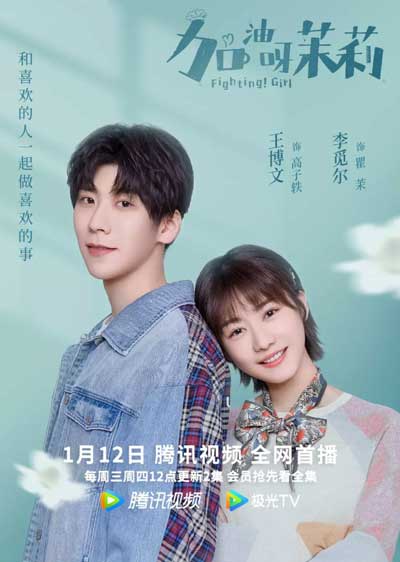 加油呀茉莉
Fighting! Girl
和喜欢的人一起做喜欢的事
李觅尔 饰 瞿茉
王博文 饰 高子轶
1月12日 腾讯视频 全网首播
每周三周四12点更新2集 会员抢先看全集
腾讯视频 极光TV